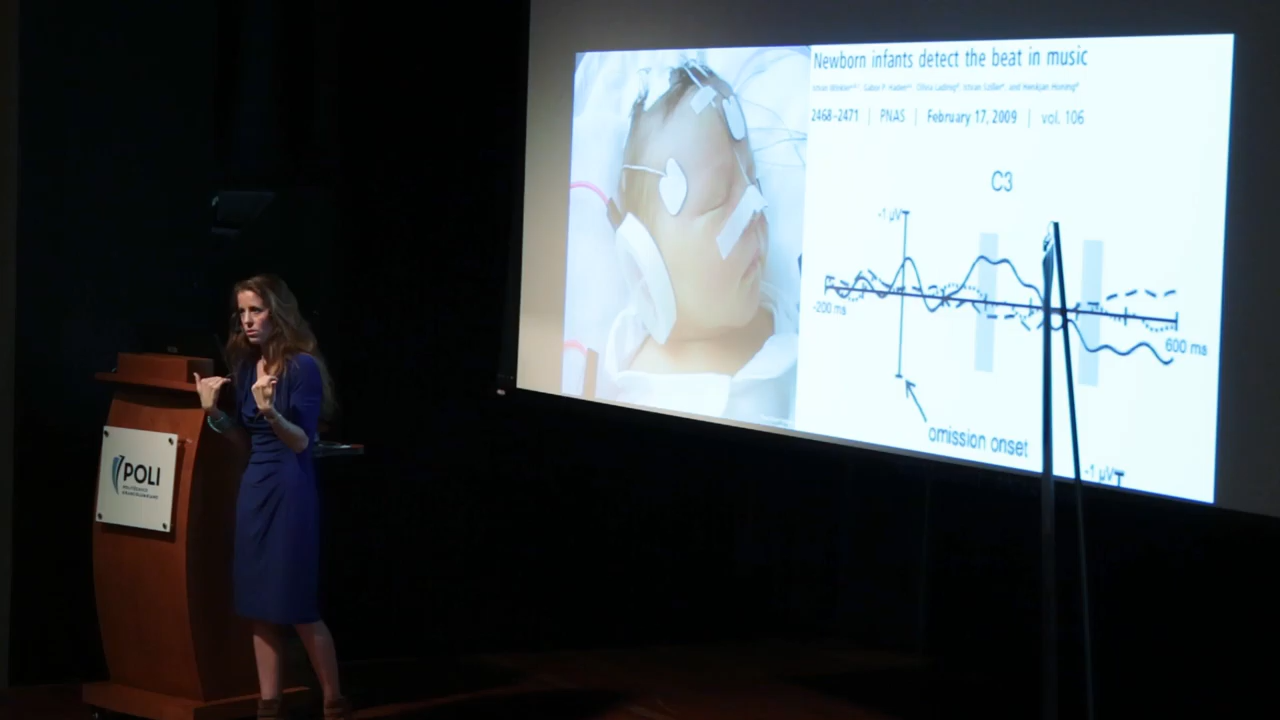 Newborn infants detect the beat in music
2468–2471 | PNAS | February 17, 2009 | vol. 106
C3
-1 µV
-200 ms
600 ms
omission onset
-1 µV
POLI